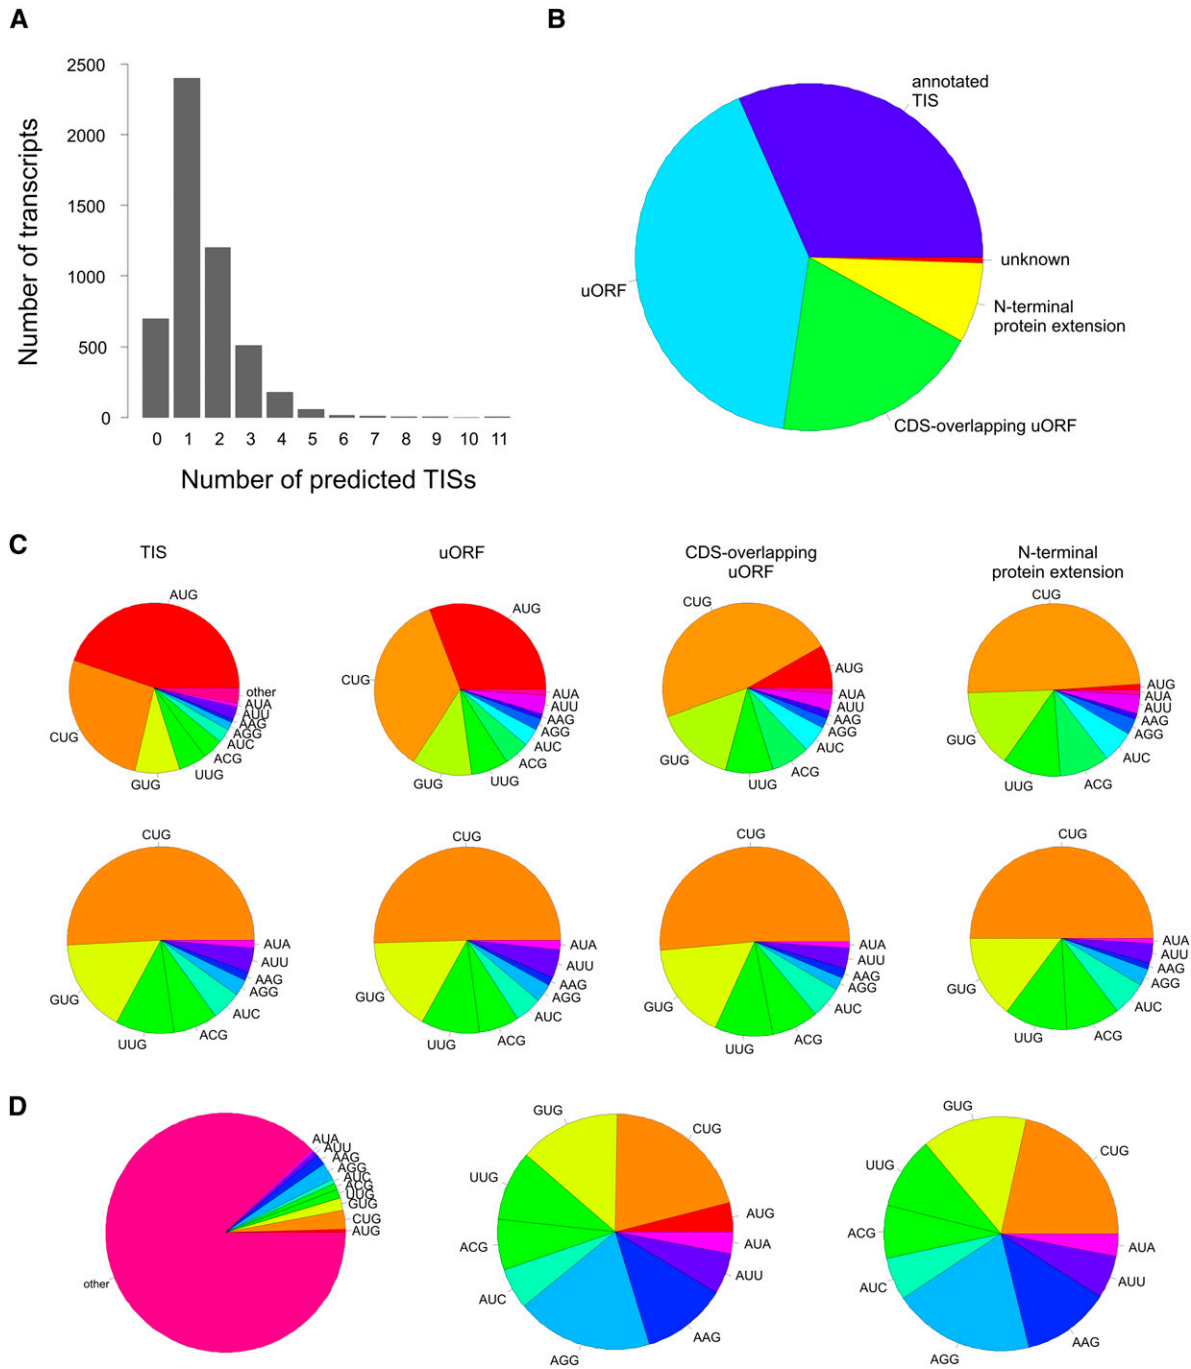 A
2500
2000
1500
1000
500
0
Number of transcripts
0 1 2 3 4 5 6 7 8 9 10 11
Number of predicted TISs
B
annotated
TIS
unknown
N-terminal
protein extension
CDS-overlapping uORF
uORF
C
TIS
AUG
other
AUA
AUU
AAG
AGG
AUC
ACG
UUG
GUG
CUG
uORF
AUG
AUA
AUU
AAG
AGG
AUC
ACG
UUG
GUG
CUG
CDS-overlapping
uORF
CUG
AUG
AUA
AUU
AAG
AGG
AUC
ACG
UUG
GUG
N-terminal
protein extension
CUG
AUG
AUA
AUU
AAG
AGG
AUC
ACG
UUG
GUG
CUG
AUA
AUU
AAG
AGG
AUC
ACG
UUG
GUG
CUG
AUA
AUU
AAG
AGG
AUC
ACG
UUG
GUG
CUG
AUA
AUU
AAG
AGG
AUC
ACG
UUG
GUG
CUG
AUA
AUU
AAG
AGG
AUC
ACG
UUG
GUG
D
AUA
AUU
AAG
AGG
AUC
ACG
UUG
GUG
CUG
AUG
other
GUG
CUG
UUG
AUG
ACG
AUA
AUU
AUC
AAG
AGG
GUG
CUG
UUG
ACG
AUA
AUC
AUU
AAG
AGG